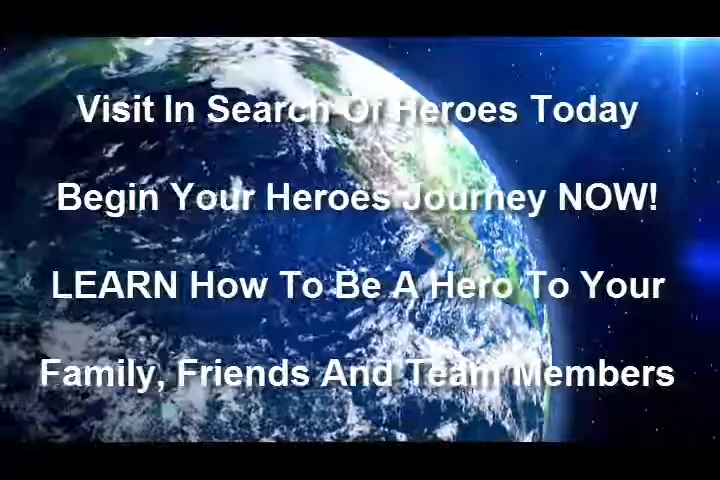 Visit In Search Of Heroes Today
Begin Your Heroes Journey NOW!
LEARN How To Be A Hero To Your
Family, Friends And Team Members